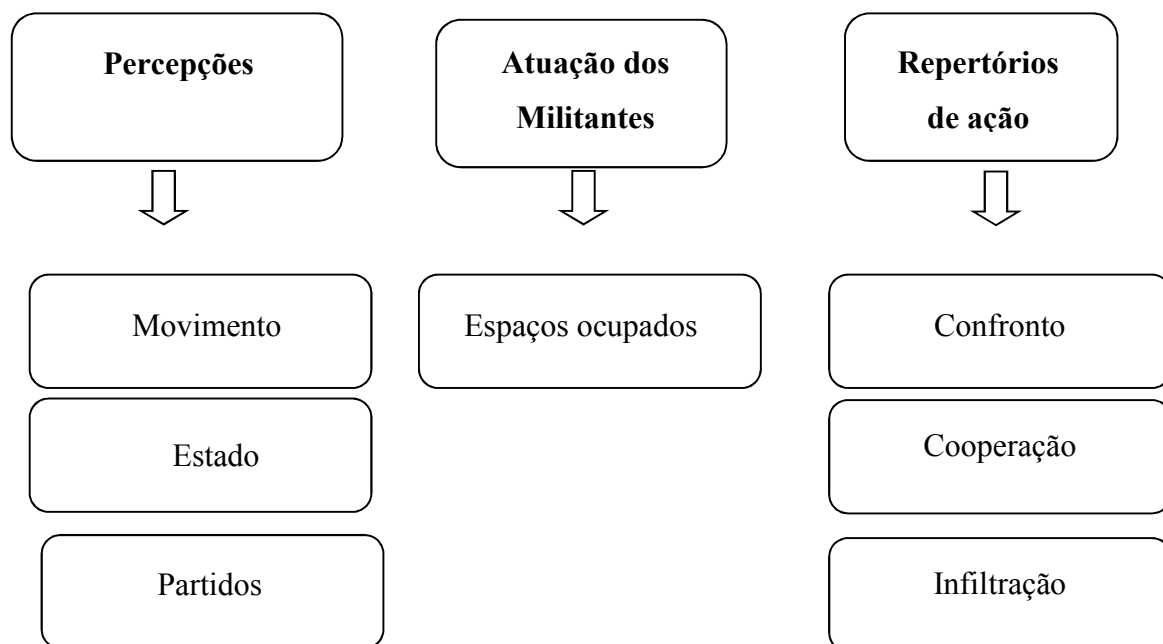 Percepções
Atuação dos
Militantes
Repertórios
de ação
Movimento
Espaços ocupados
Confronto
Estado
Cooperação
Partidos
Infiltração